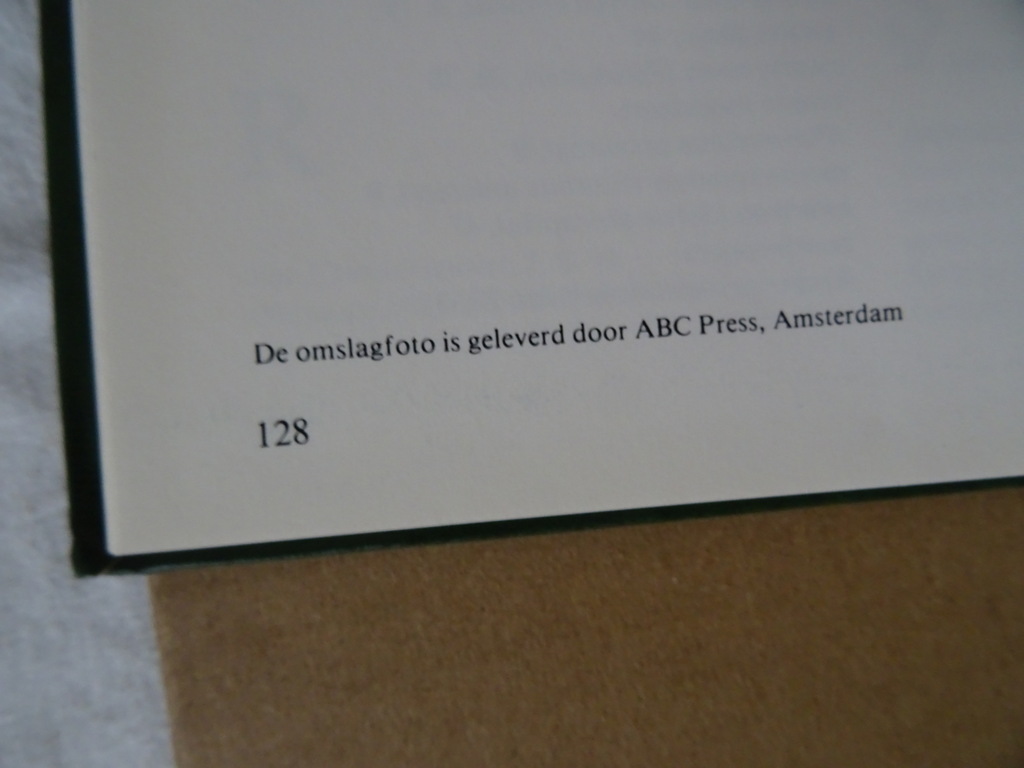 De omslagfoto is geleverd door ABC Press, Amsterdam
128